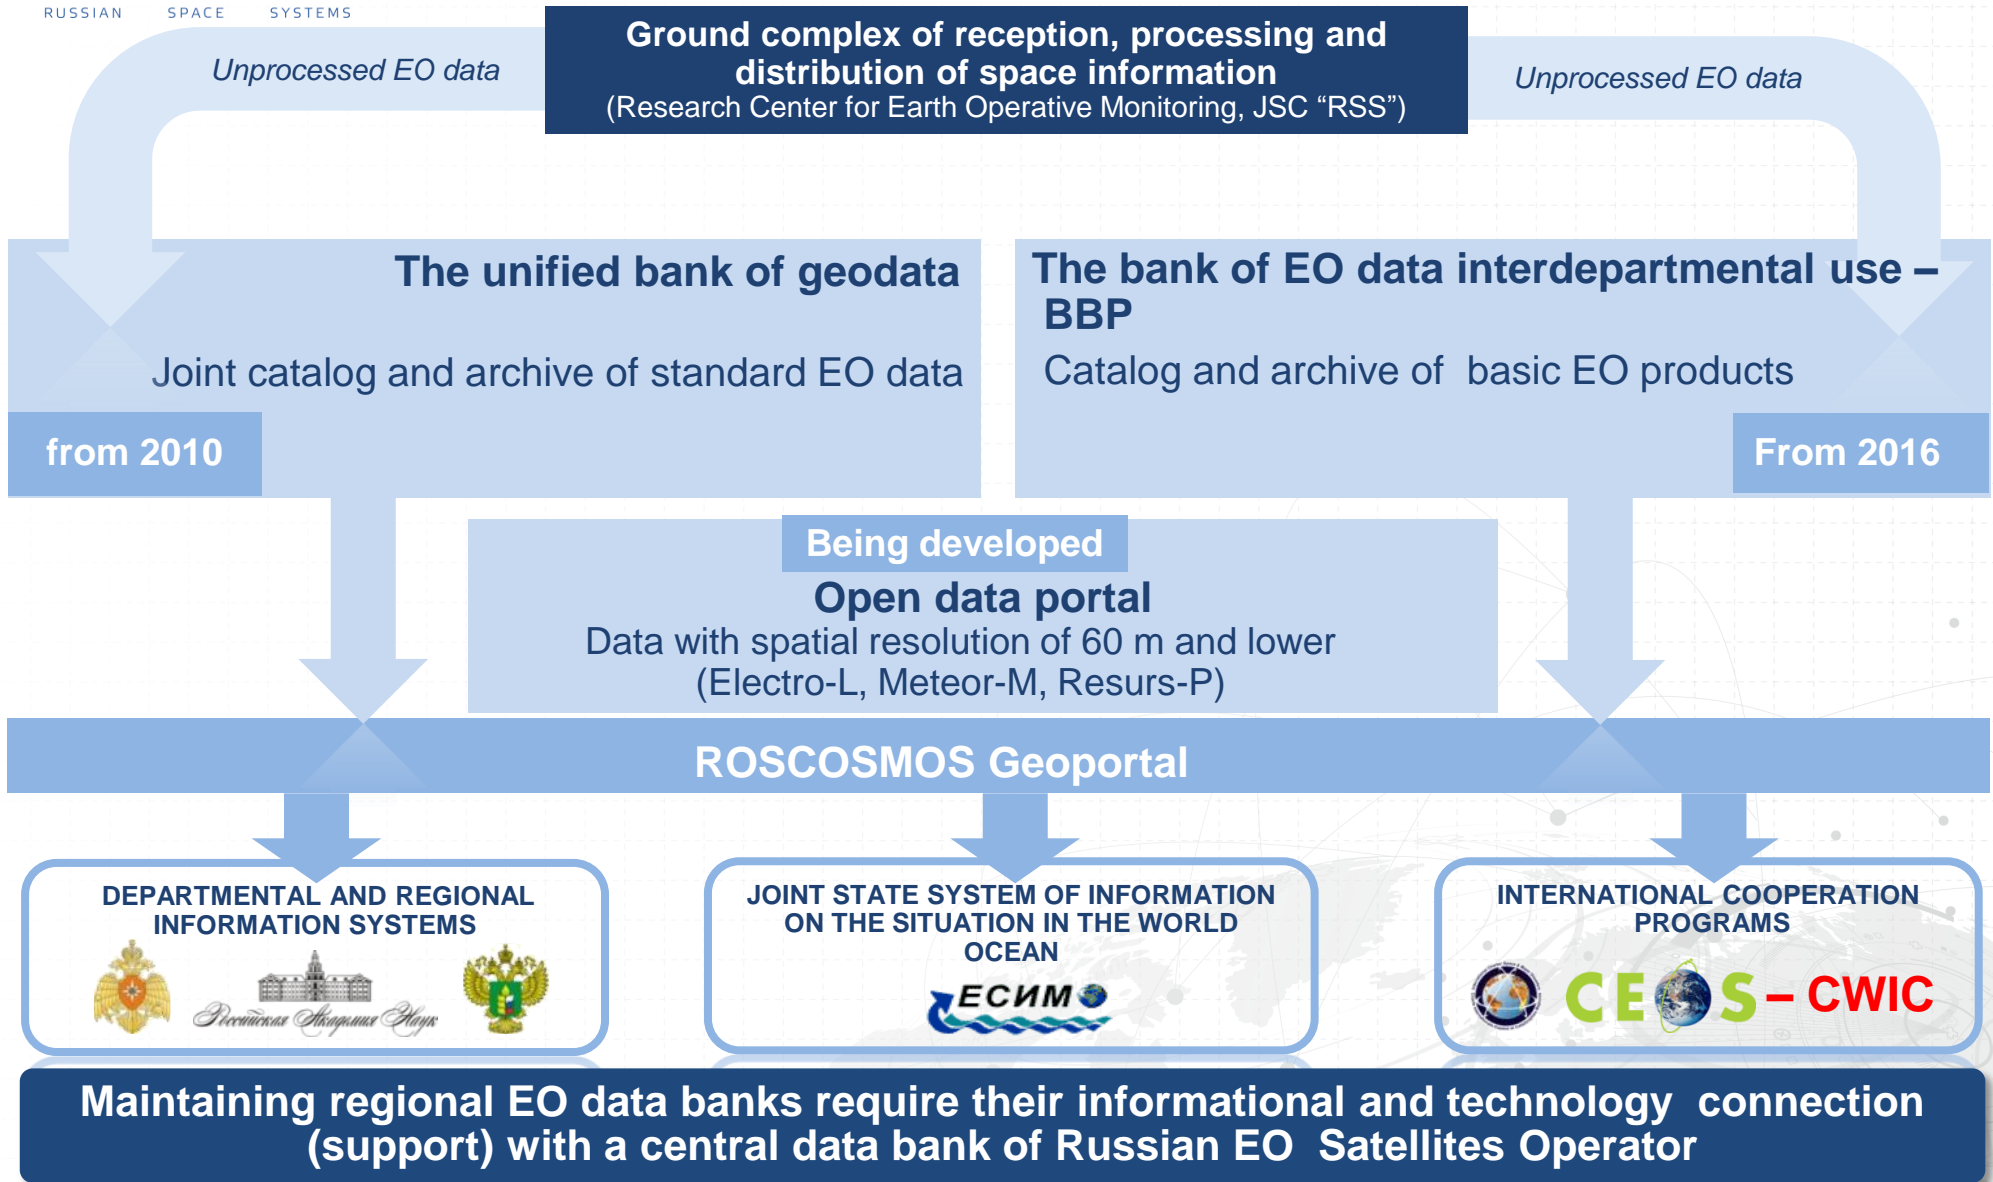 RUSSIAN SPACE SYSTEMS
Ground complex of reception, processing and
distribution of space information
(Research Center for Earth Operative Monitoring, JSC “RSS”)
Unprocessed EO data
Unprocessed EO data
The unified bank of geodata
Joint catalog and archive of standard EO data
from 2010
The bank of EO data interdepartmental use –
BBP
Catalog and archive of basic EO products
From 2016
Being developed
Open data portal
Data with spatial resolution of 60 m and lower
(Electro-L, Meteor-M, Resurs-P)
ROSCOSMOS Geoportal
DEPARTMENTAL AND REGIONAL
INFORMATION SYSTEMS
Российская Академия Наук
JOINT STATE SYSTEM OF INFORMATION
ON THE SITUATION IN THE WORLD
OCEAN
ЕСИМО
INTERNATIONAL COOPERATION
PROGRAMS
CEOS – CWIC
Maintaining regional EO data banks require their informational and technology connection
(support) with a central data bank of Russian EO Satellites Operator